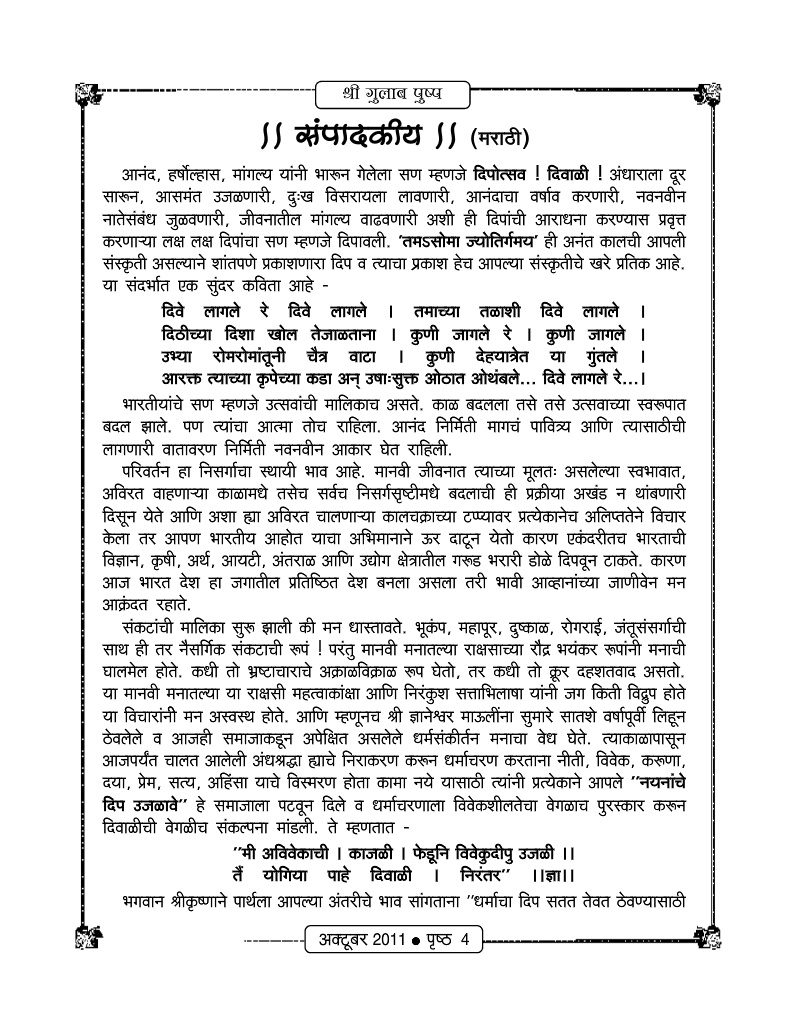 श्री गुलाब पुष्प
।। संपादकीय ।। (मराठी)
आनंद, हर्षोल्हास, मांगल्य यांनी भारून गेलेला सण म्हणजे दिपोत्सव ! दिवाळी ! अंधाराला दूर
सारून, आसमंत उजळणारी, दुःख विसरायला लावणारी, आनंदाचा वर्षाव करणारी, नवनवीन
नातेसंबंध जुळवणारी, जीवनातील मांगल्य वाढवणारी अशी ही दिपांची आराधना करण्यास प्रवृत्त
करणाऱ्या लक्ष लक्ष दिपांचा सण म्हणजे दिपावली. 'तमऽसोमा ज्योतिर्गमय' ही अनंत कालची आपली
संस्कृती असल्याने शांतपणे प्रकाशणारा दिप व त्याचा प्रकाश हेच आपल्या संस्कृतीचे खरे प्रतिक आहे.
या संदर्भात एक सुंदर कविता आहे -
दिवे लागले रे दिवे लागले । तमाच्या तळाशी दिवे लागले ।
दिठीच्या दिशा खोल तेजाळताना । कुणी जागले रे । कुणी जागले ।
उभ्या रोमरोमांतूनी चैत्र वाटा । कुणी देहयात्रेत या गुंतले ।
आरक्त त्याच्या कृपेच्या कडा अन् उषाःसुक्त ओठात ओथंबले... दिवे लागले रे...।
भारतीयांचे सण म्हणजे उत्सवांची मालिकाच असते. काळ बदलला तसे तसे उत्सवाच्या स्वरूपात
बदल झाले. पण त्यांचा आत्मा तोच राहिला. आनंद निर्मिती मागचं पावित्र्य आणि त्यासाठीची
लागणारी वातावरण निर्मिती नवनवीन आकार घेत राहिली.
परिवर्तन हा निसर्गाचा स्थायी भाव आहे. मानवी जीवनात त्याच्या मूलतः असलेल्या स्वभावात,
अविरत वाहणाऱ्या काळामधे तसेच सर्वच निसर्गसृष्टीमधे बदलाची ही प्रक्रीया अखंड न थांबणारी
दिसून येते आणि अशा ह्या अविरत चालणाऱ्या कालचक्राच्या टप्प्यावर प्रत्येकानेच अलिप्ततेने विचार
केला तर आपण भारतीय आहोत याचा अभिमानाने ऊर दाटून येतो कारण एकंदरीतच भारताची
विज्ञान, कृषी, अर्थ, आयटी, अंतराळ आणि उद्योग क्षेत्रातील गरूड भरारी डोळे दिपवून टाकते. कारण
आज भारत देश हा जगातील प्रतिष्ठित देश बनला असला तरी भावी आव्हानांच्या जाणीवेन मन
आक्रंदत रहाते.
संकटांची मालिका सुरू झाली की मन धास्तावते. भूकंप, महापूर, दुष्काळ, रोगराई, जंतूसंसर्गाची
साथ ही तर नैसर्गिक संकटाची रूपं ! परंतु मानवी मनातल्या राक्षसाच्या रौद्र भयंकर रूपांनी मनाची
घालमेल होते. कधी तो भ्रष्टाचाराचे अक्राळविक्राळ रूप घेतो, तर कधी तो क्रूर दहशतवाद असतो.
या मानवी मनातल्या या राक्षसी महत्वाकांक्षा आणि निरंकुश सत्ताभिलाषा यांनी जग किती विद्रुप होते
या विचारांनी मन अस्वस्थ होते. आणि म्हणूनच श्री ज्ञानेश्वर माऊलींना सुमारे सातशे वर्षापूर्वी लिहून
ठेवलेले व आजही समाजाकडून अपेक्षित असलेले धर्मसंकीर्तन मनाचा वेध घेते. त्याकाळापासून
आजपर्यंत चालत आलेली अंधश्रद्धा ह्याचे निराकरण करून धर्माचरण करताना नीती, विवेक, करूणा,
दया, प्रेम, सत्य, अहिंसा याचे विस्मरण होता कामा नये यासाठी त्यांनी प्रत्येकाने आपले ''नयनांचे
दिप उजळावे'' हे समाजाला पटवून दिले व धर्माचरणाला विवेकशीलतेचा वेगळाच पुरस्कार करून
दिवाळीची वेगळीच संकल्पना मांडली. ते म्हणतात -
''मी अविवेकाची । काजळी । फेडूनि विवेकुदीपु उजळी ।।
तैं योगिया पाहे दिवाळी । निरंतर'' ।।ज्ञा।।
भगवान श्रीकृष्णाने पार्थला आपल्या अंतरीचे भाव सांगताना ''धर्माचा दिप सतत तेवत ठेवण्यासाठी
अक्टूबर 2011 ● पृष्ठ 4